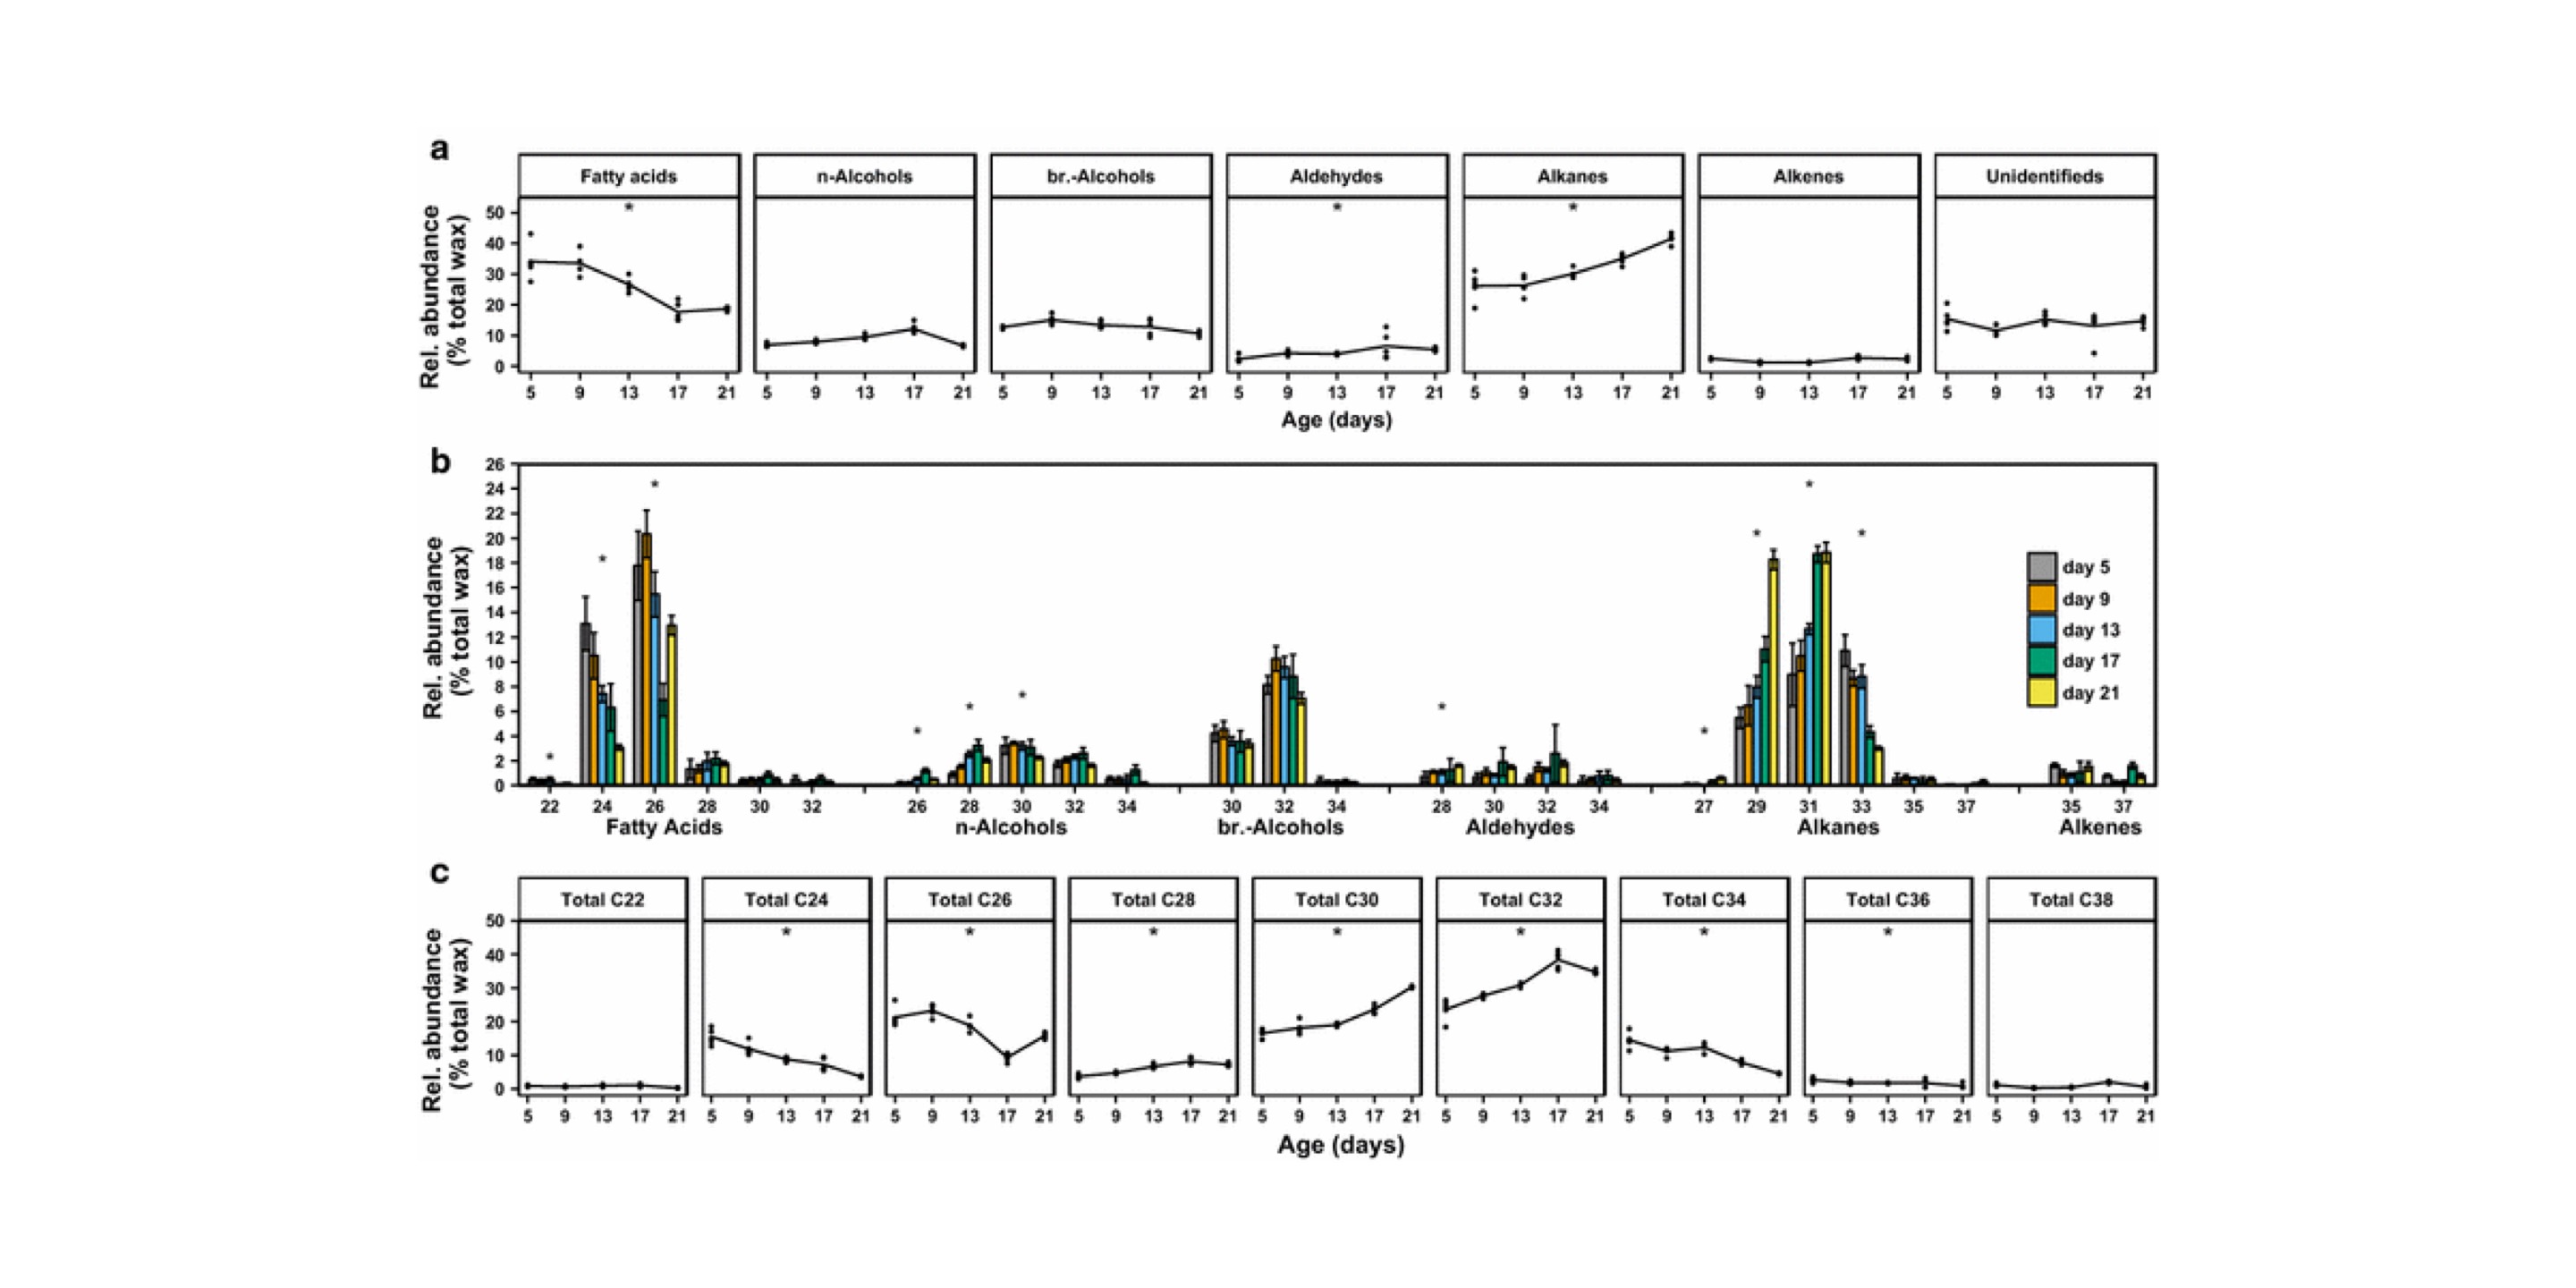 a
Fatty acids n-Alcohols br.-Alcohols Aldehydes Alkanes Alkenes Unidentifieds
* * *
Rel. abundance
(% total wax)
50
40
30
20
10
0
5 9 13 17 21 5 9 13 17 21 5 9 13 17 21 5 9 13 17 21 5 9 13 17 21 5 9 13 17 21 5 9 13 17 21
Age (days)
b
Rel. abundance
(% total wax)
26
24
22
20
18
16
14
12
10
8
6
4
2
0
* * * * * * * * * * * *
day 5
day 9
day 13
day 17
day 21
22 24 26 28 30 32 26 28 30 32 34 30 32 34 28 30 32 34 27 29 31 33 35 37 35 37
Fatty Acids n-Alcohols br.-Alcohols Aldehydes Alkanes Alkenes
c
Total C22 Total C24 Total C26 Total C28 Total C30 Total C32 Total C34 Total C36 Total C38
* * * * * * *
Rel. abundance
(% total wax)
50
40
30
20
10
0
5 9 13 17 21 5 9 13 17 21 5 9 13 17 21 5 9 13 17 21 5 9 13 17 21 5 9 13 17 21 5 9 13 17 21 5 9 13 17 21 5 9 13 17 21
Age (days)